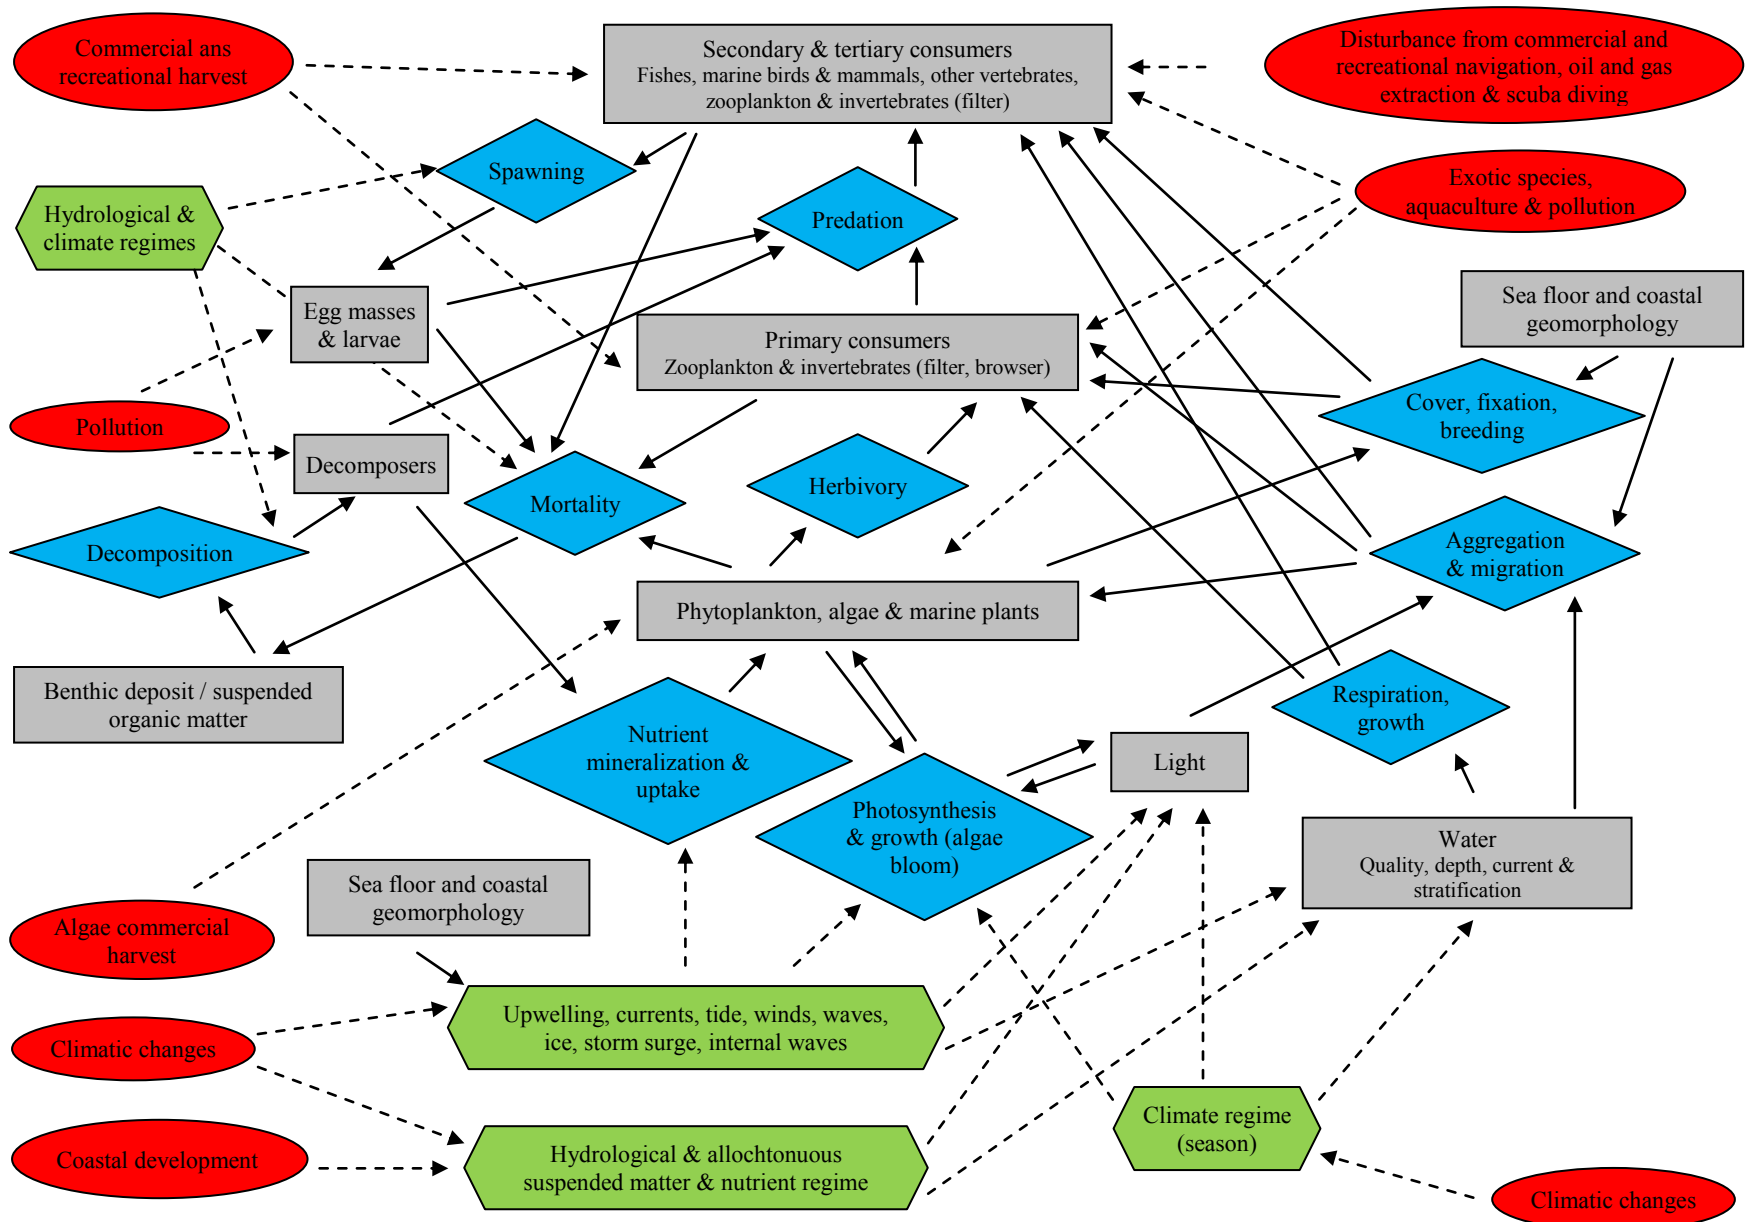 Commercial ans
recreational harvest
Secondary & tertiary consumers
Fishes, marine birds & mammals, other vertebrates,
zooplankton & invertebrates (filter)
Disturbance from commercial and
recreational navigation, oil and gas
extraction & scuba diving
Spawning
Exotic species,
aquaculture & pollution
Hydrological &
climate regimes
Predation
Egg masses
& larvae
Sea floor and coastal
geomorphology
Primary consumers
Zooplankton & invertebrates (filter, browser)
Pollution
Cover, fixation,
breeding
Decomposers
Mortality
Herbivory
Decomposition
Aggregation
& migration
Phytoplankton, algae & marine plants
Benthic deposit / suspended
organic matter
Respiration,
growth
Nutrient
mineralization &
uptake
Light
Photosynthesis
& growth (algae
bloom)
Water
Quality, depth, current &
stratification
Sea floor and coastal
geomorphology
Algae commercial
harvest
Upwelling, currents, tide, winds, waves,
ice, storm surge, internal waves
Climatic changes
Climate regime
(season)
Coastal development
Hydrological & allochtonuous
suspended matter & nutrient regime
Climatic changes